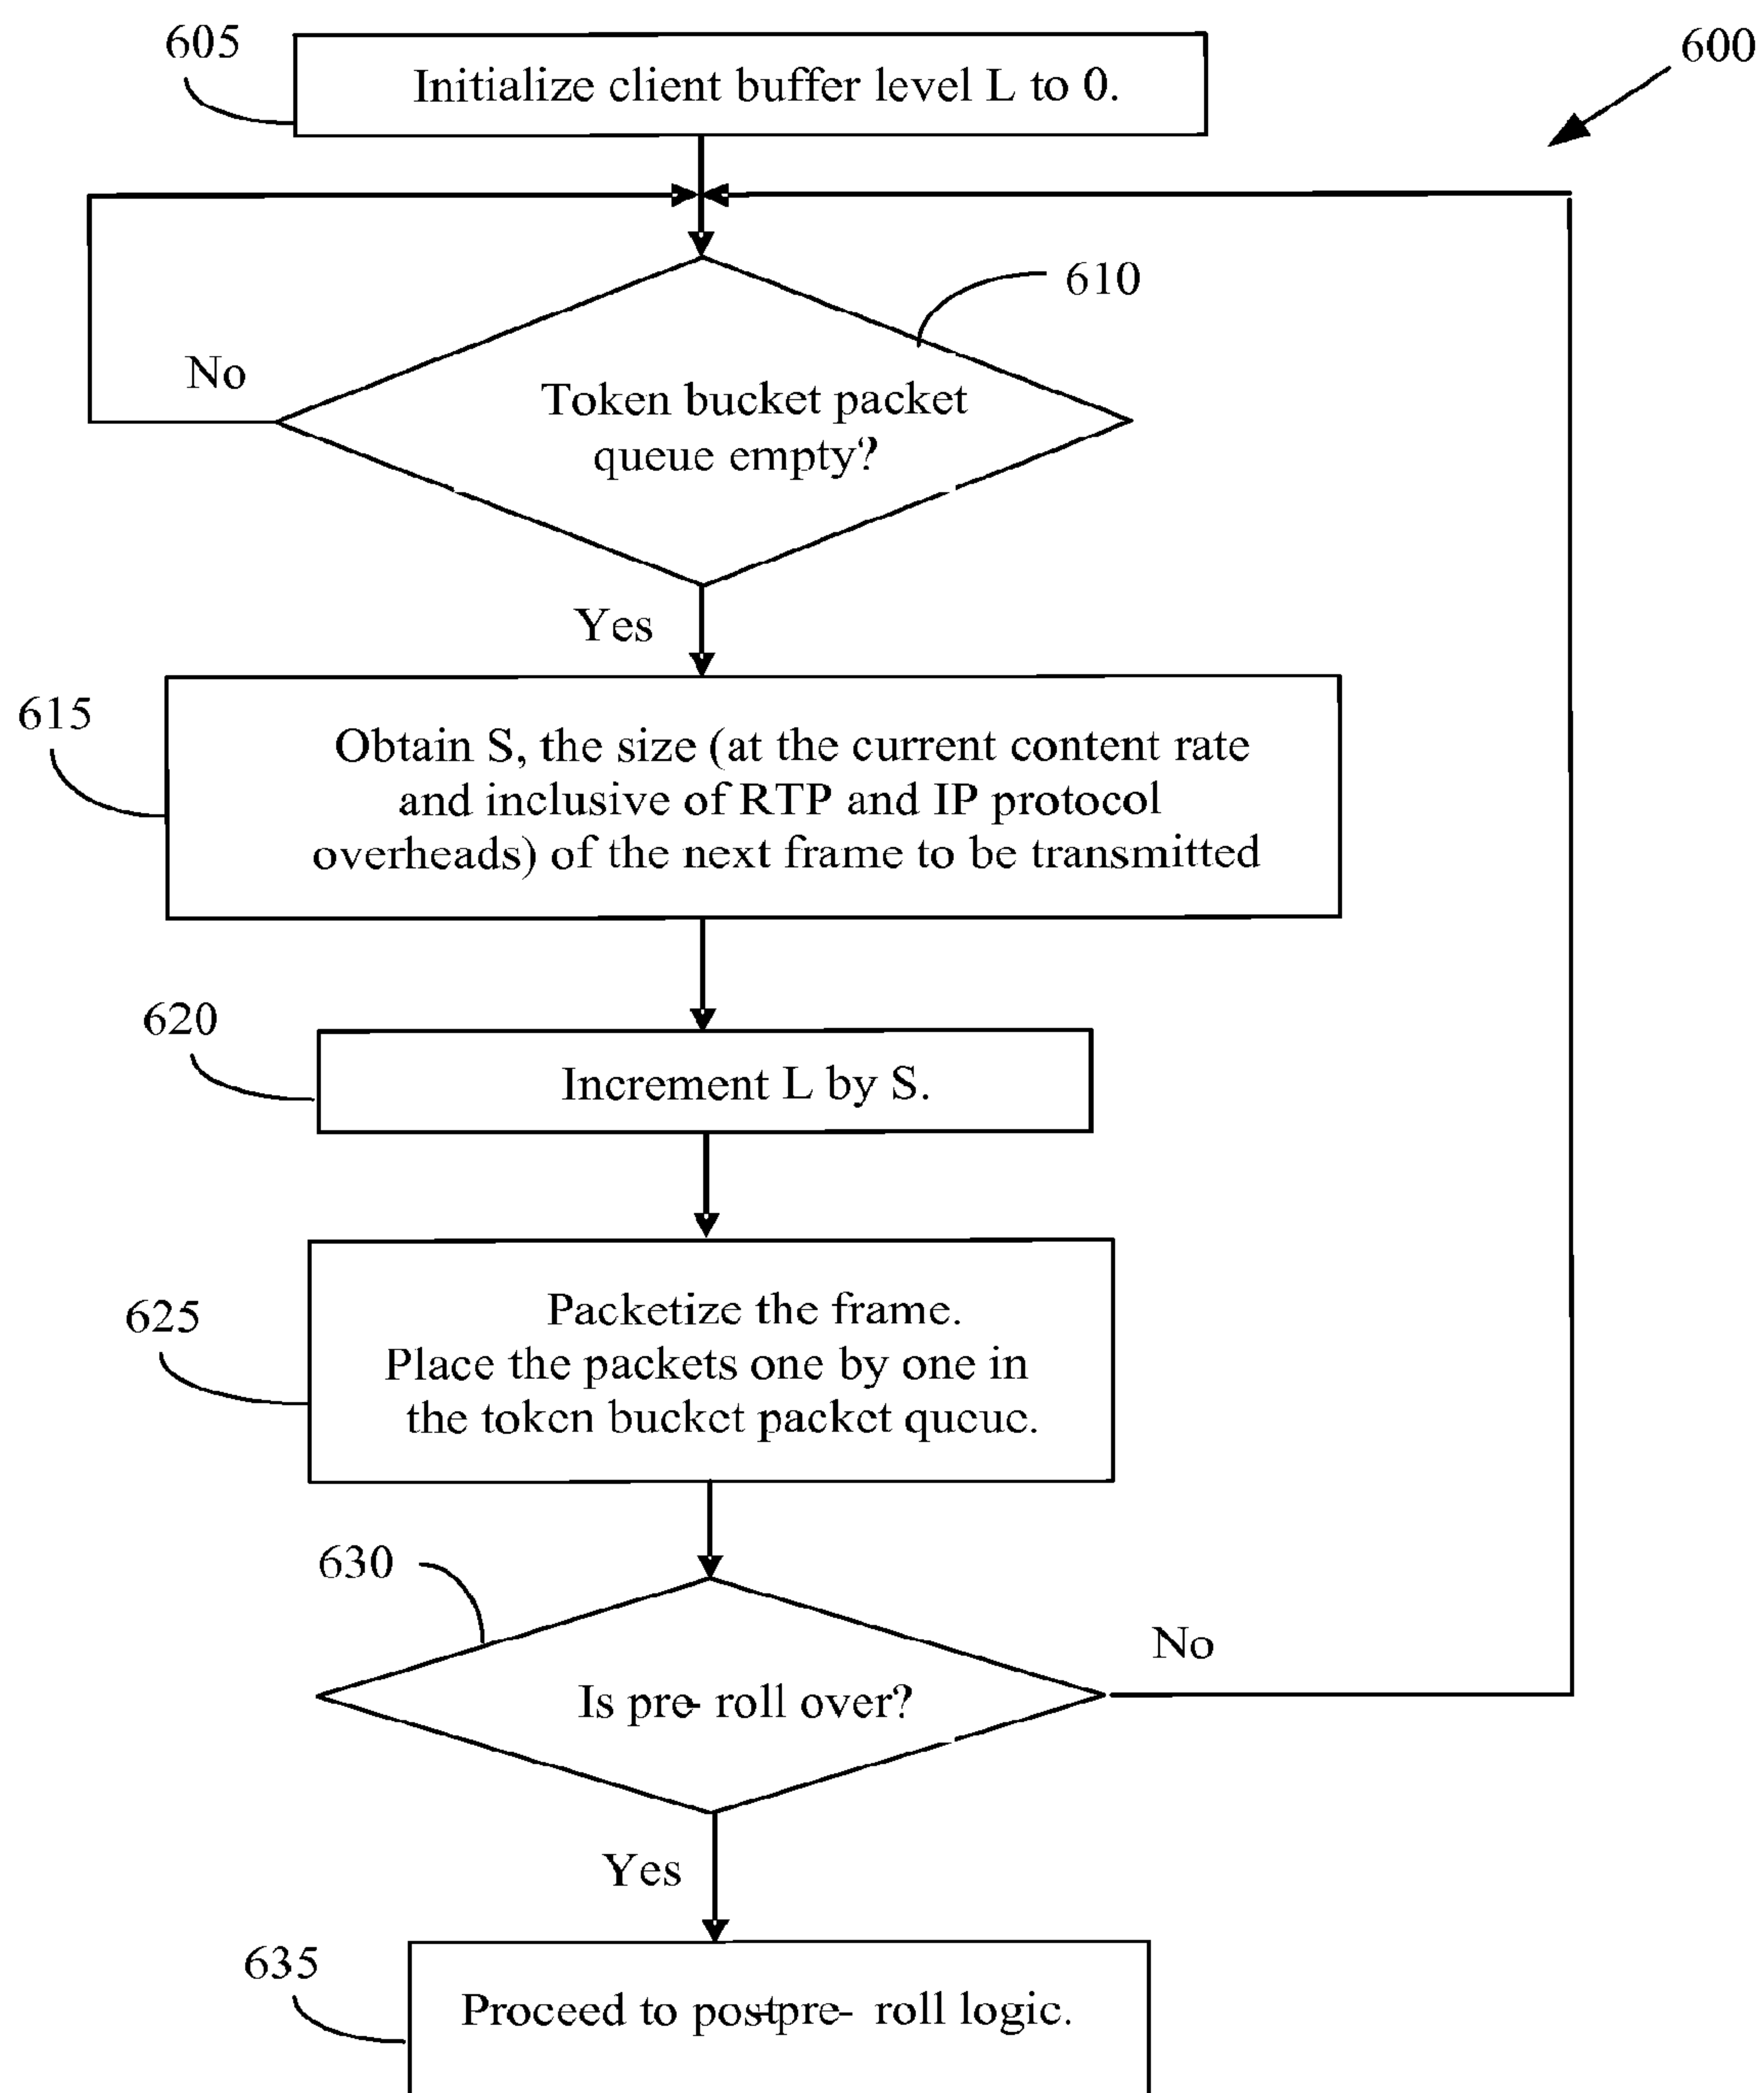 605
Initialize client buffer level L to 0.
600
610
No
Token bucket packet
queue empty?
Yes
615
Obtain S, the size (at the current content rate
and inclusive of RTP and IP protocol
overheads) of the next frame to be transmitted
620
Increment L by S.
625
Packetize the frame.
Place the packets one by one in
the token bucket packet queue.
630
No
Is pre- roll over?
Yes
635
Proceed to postpre- roll logic.